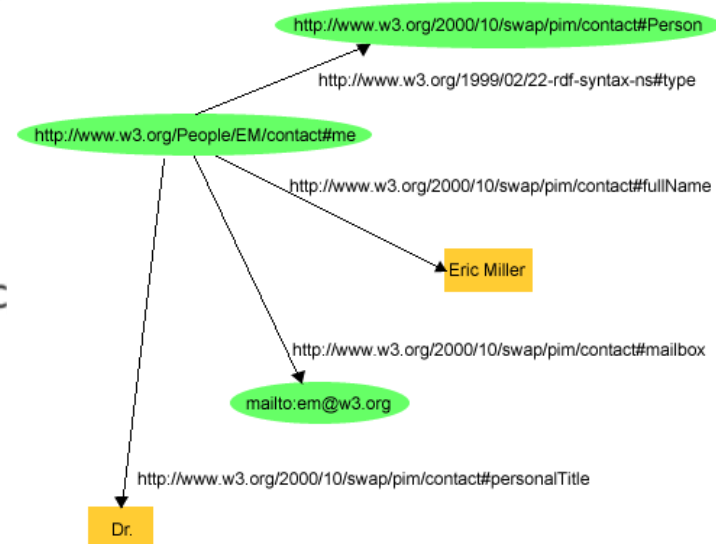 http://www.w3.org/2000/10/swap/pim/contact#Person
http://www.w3.org/1999/02/22-rdf-syntax-ns#type
http://www.w3.org/People/EM/contact#me
http://www.w3.org/2000/10/swap/pim/contact#fullName
Eric Miller
c
http://www.w3.org/2000/10/swap/pim/contact#mailbox
mailto:em@w3.org
http://www.w3.org/2000/10/swap/pim/contact#personalTitle
Dr.